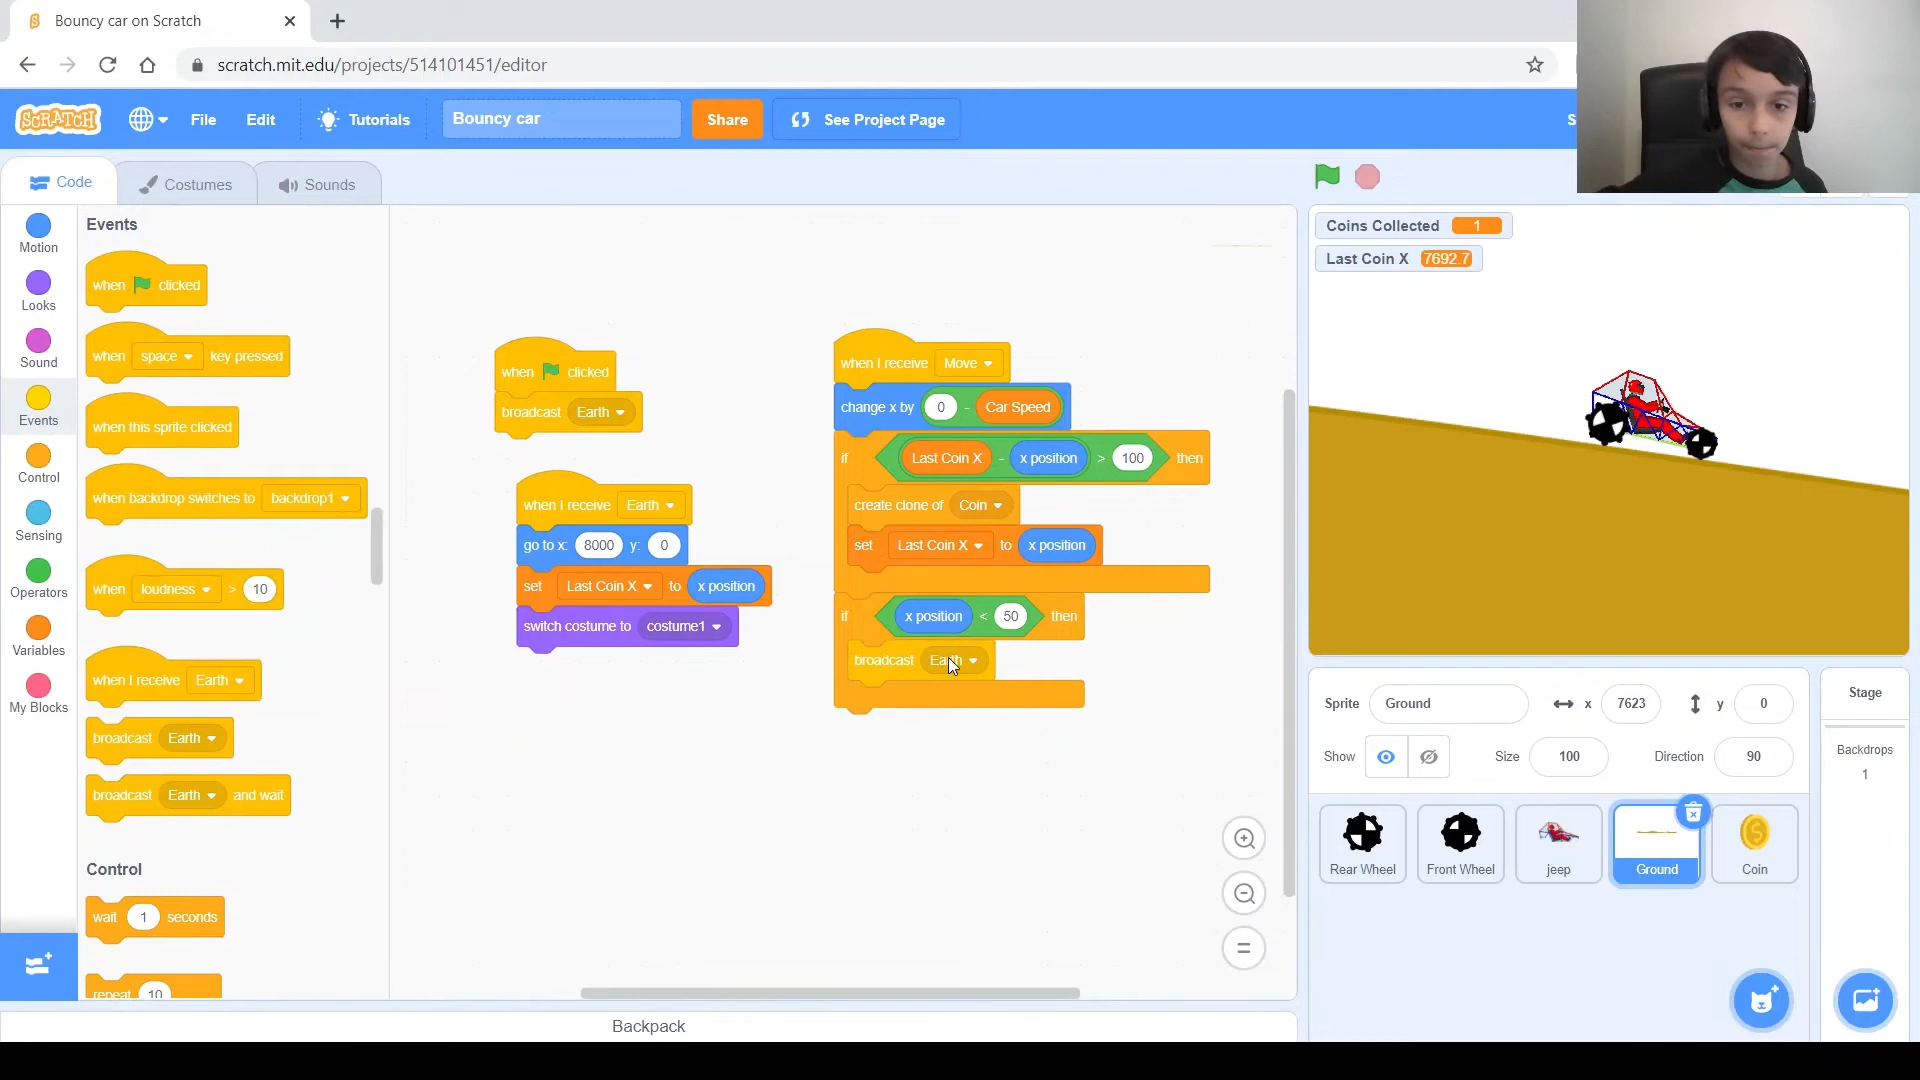 Bouncy car on Scratch
scratch.mit.edu/projects/514101451/editor
SCRATCH
File
Edit
Tutorials
Bouncy car
Share
See Project Page
S
Code
Costumes
Sounds
Motion
Looks
Sound
Events
Control
Sensing
Operators
Variables
My Blocks
Events
when clicked
when space key pressed
when this sprite clicked
when backdrop switches to backdrop1
when loudness > 10
when I receive Earth
broadcast Earth
broadcast Earth and wait
Control
wait 1 seconds
repeat 10
when clicked
broadcast Earth
when I receive Earth
go to x: 8000 y: 0
set Last Coin X to x position
switch costume to costume1
when I receive Move
change x by 0 - Car Speed
if Last Coin X - x position > 100 then
create clone of Coin
set Last Coin X to x position
if x position < 50 then
broadcast Earth
Backpack
Coins Collected 1
Last Coin X 7692.7
Sprite Ground x 7623 y 0
Show Size 100 Direction 90
Rear Wheel
Front Wheel
jeep
Ground
Coin
Stage
Backdrops
1